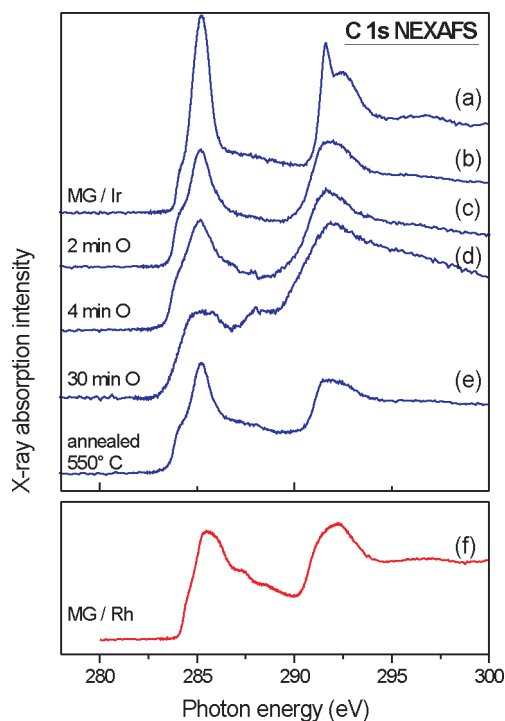 C 1s NEXAFS
(a)
MG / Ir
(b)
2 min O
(c)
4 min O
(d)
30 min O
(e)
annealed
550° C
(f)
MG / Rh
X-ray absorption intensity
280 285 290 295 300
Photon energy (eV)